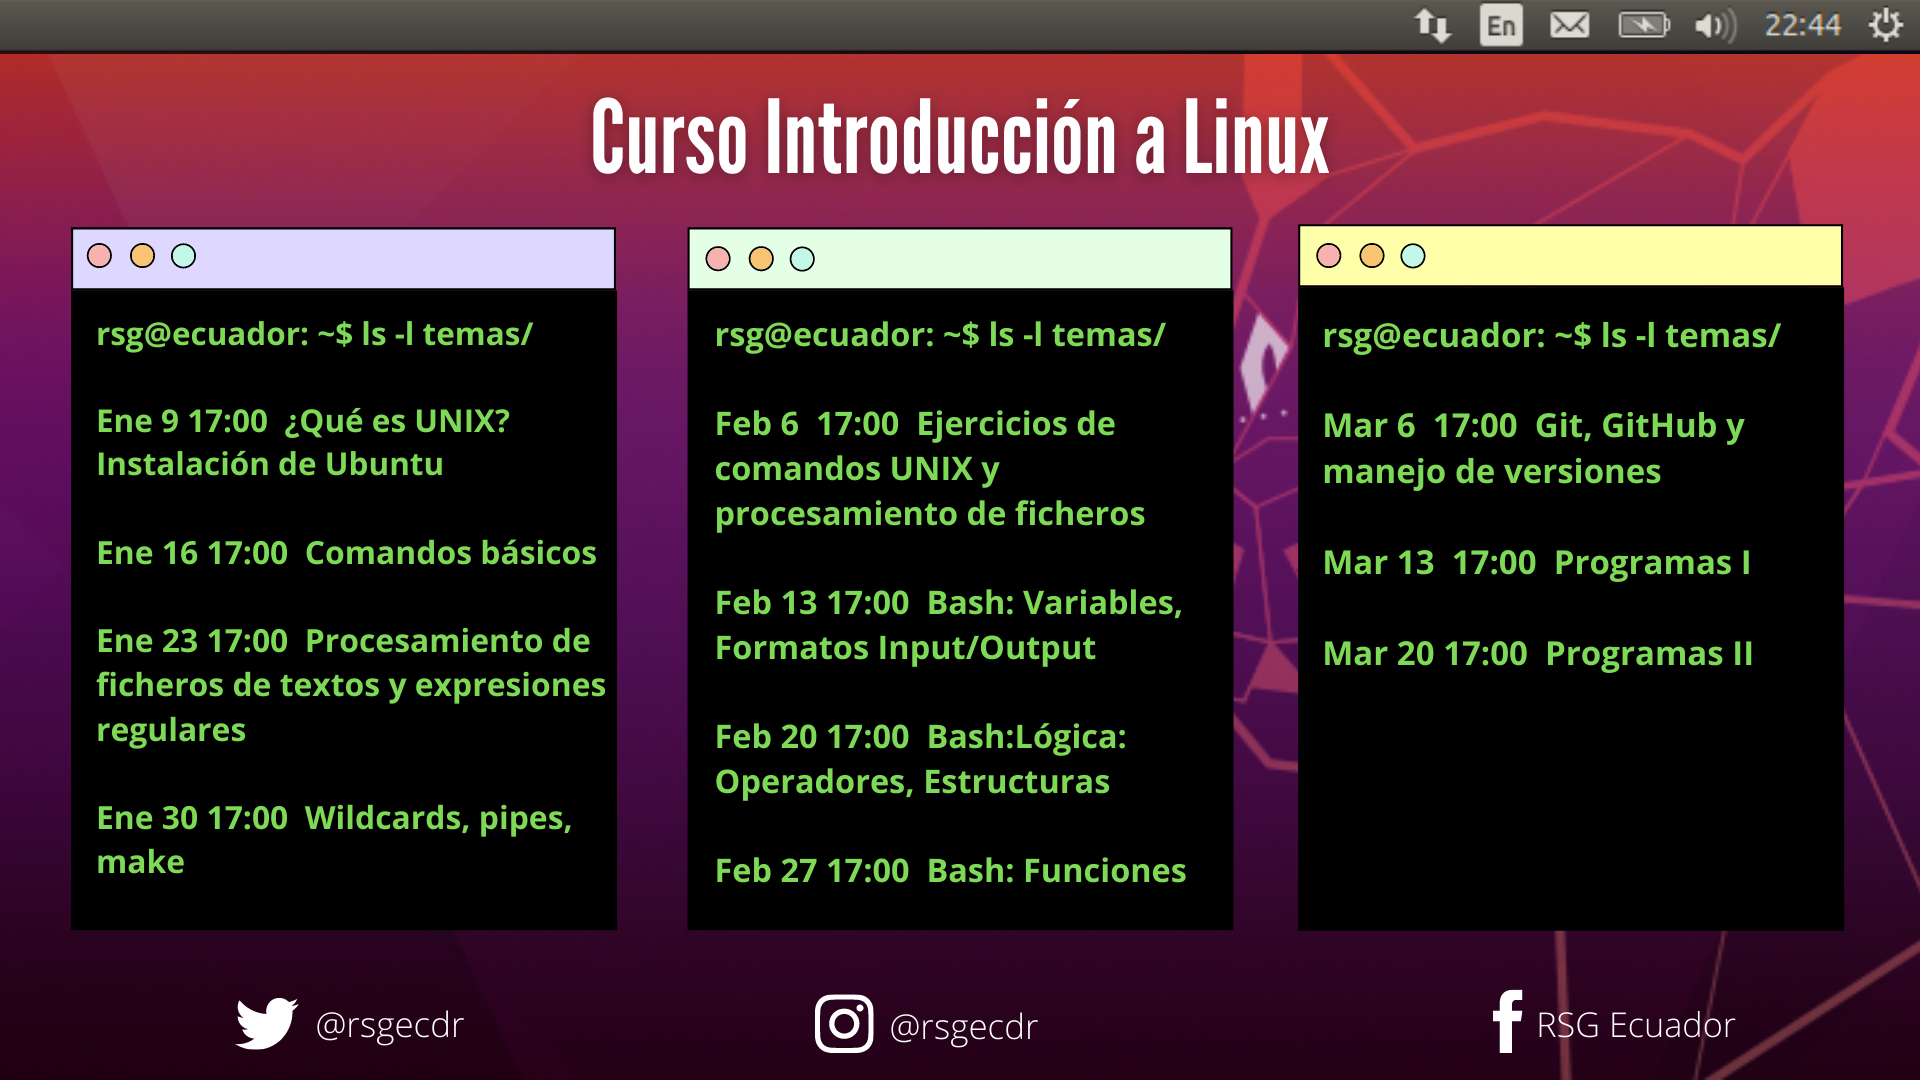 En 22:44
Curso Introducción a Linux
rsg@ecuador: ~$ ls -l temas/
Ene 9 17:00 ¿Qué es UNIX?
Instalación de Ubuntu
Ene 16 17:00 Comandos básicos
Ene 23 17:00 Procesamiento de
ficheros de textos y expresiones
regulares
Ene 30 17:00 Wildcards, pipes,
make
rsg@ecuador: ~$ ls -l temas/
Feb 6 17:00 Ejercicios de
comandos UNIX y
procesamiento de ficheros
Feb 13 17:00 Bash: Variables,
Formatos Input/Output
Feb 20 17:00 Bash:Lógica:
Operadores, Estructuras
Feb 27 17:00 Bash: Funciones
rsg@ecuador: ~$ ls -l temas/
Mar 6 17:00 Git, GitHub y
manejo de versiones
Mar 13 17:00 Programas I
Mar 20 17:00 Programas II
@rsgecdr
@rsgecdr
RSG Ecuador